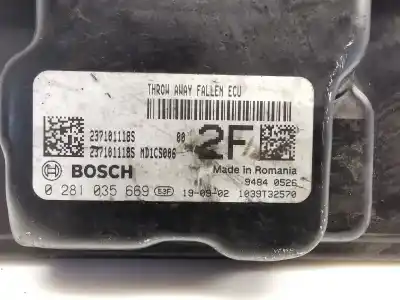 THROW AWAY FALLEN ECU
237101118S 00 2F
237101118S MD1CS006
Made in Romania
BOSCH 9484 0526
0 281 035 669 19-09-02 1039T32570